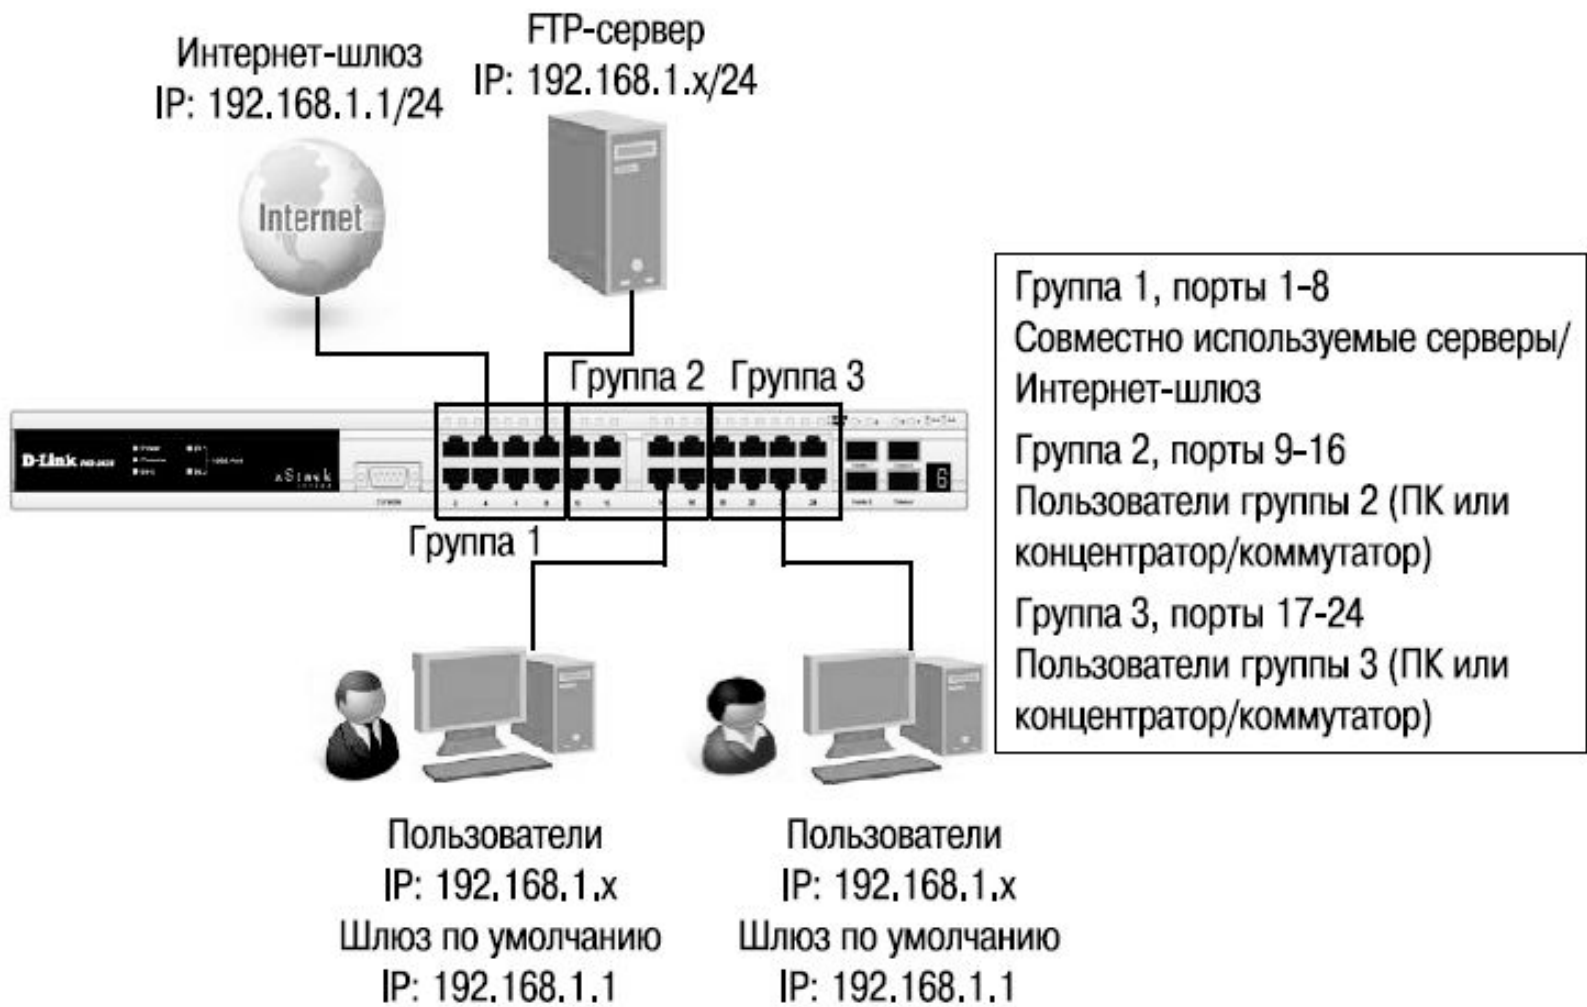 Интернет-шлюз
IP: 192.168.1.1/24
FTP-сервер
IP: 192.168.1.x/24
Internet
Группа 2
Группа 3
D-Link
xStack
Группа 1
6
Группа 1, порты 1-8
Совместно используемые серверы/
Интернет-шлюз
Группа 2, порты 9-16
Пользователи группы 2 (ПК или
концентратор/коммутатор)
Группа 3, порты 17-24
Пользователи группы 3 (ПК или
концентратор/коммутатор)
Пользователи
IP: 192.168.1.x
Шлюз по умолчанию
IP: 192.168.1.1
Пользователи
IP: 192.168.1.x
Шлюз по умолчанию
IP: 192.168.1.1